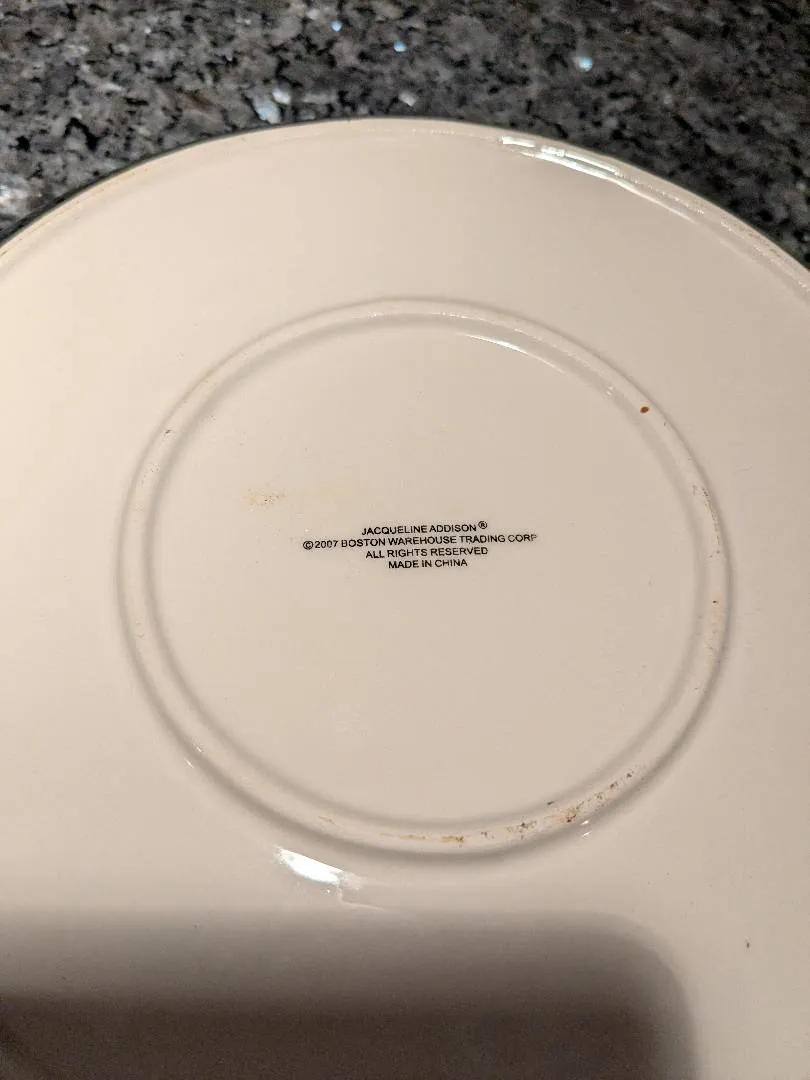 JACQUELINE ADDISON®
©2007 BOSTON WAREHOUSE TRADING CORP
ALL RIGHTS RESERVED
MADE IN CHINA